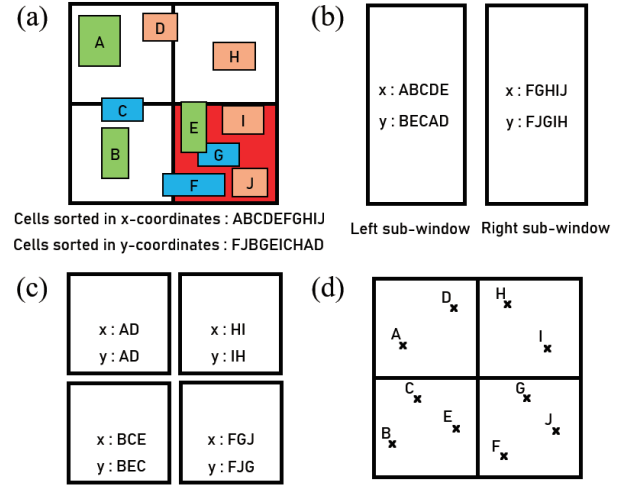 (a)
A
D
H
C
B
E
I
G
F
J
Cells sorted in x-coordinates : ABCDEFGHIJ
Cells sorted in y-coordinates : FJBGEICHAD
(b)
x : ABCDE
y : BECAD
x : FGHIJ
y : FJGIH
Left sub-window
Right sub-window
(c)
x : AD
y : AD
x : HI
y : IH
x : BCE
y : BEC
x : FGJ
y : FJG
(d)
D
H
A
I
C
G
B
E
J
F